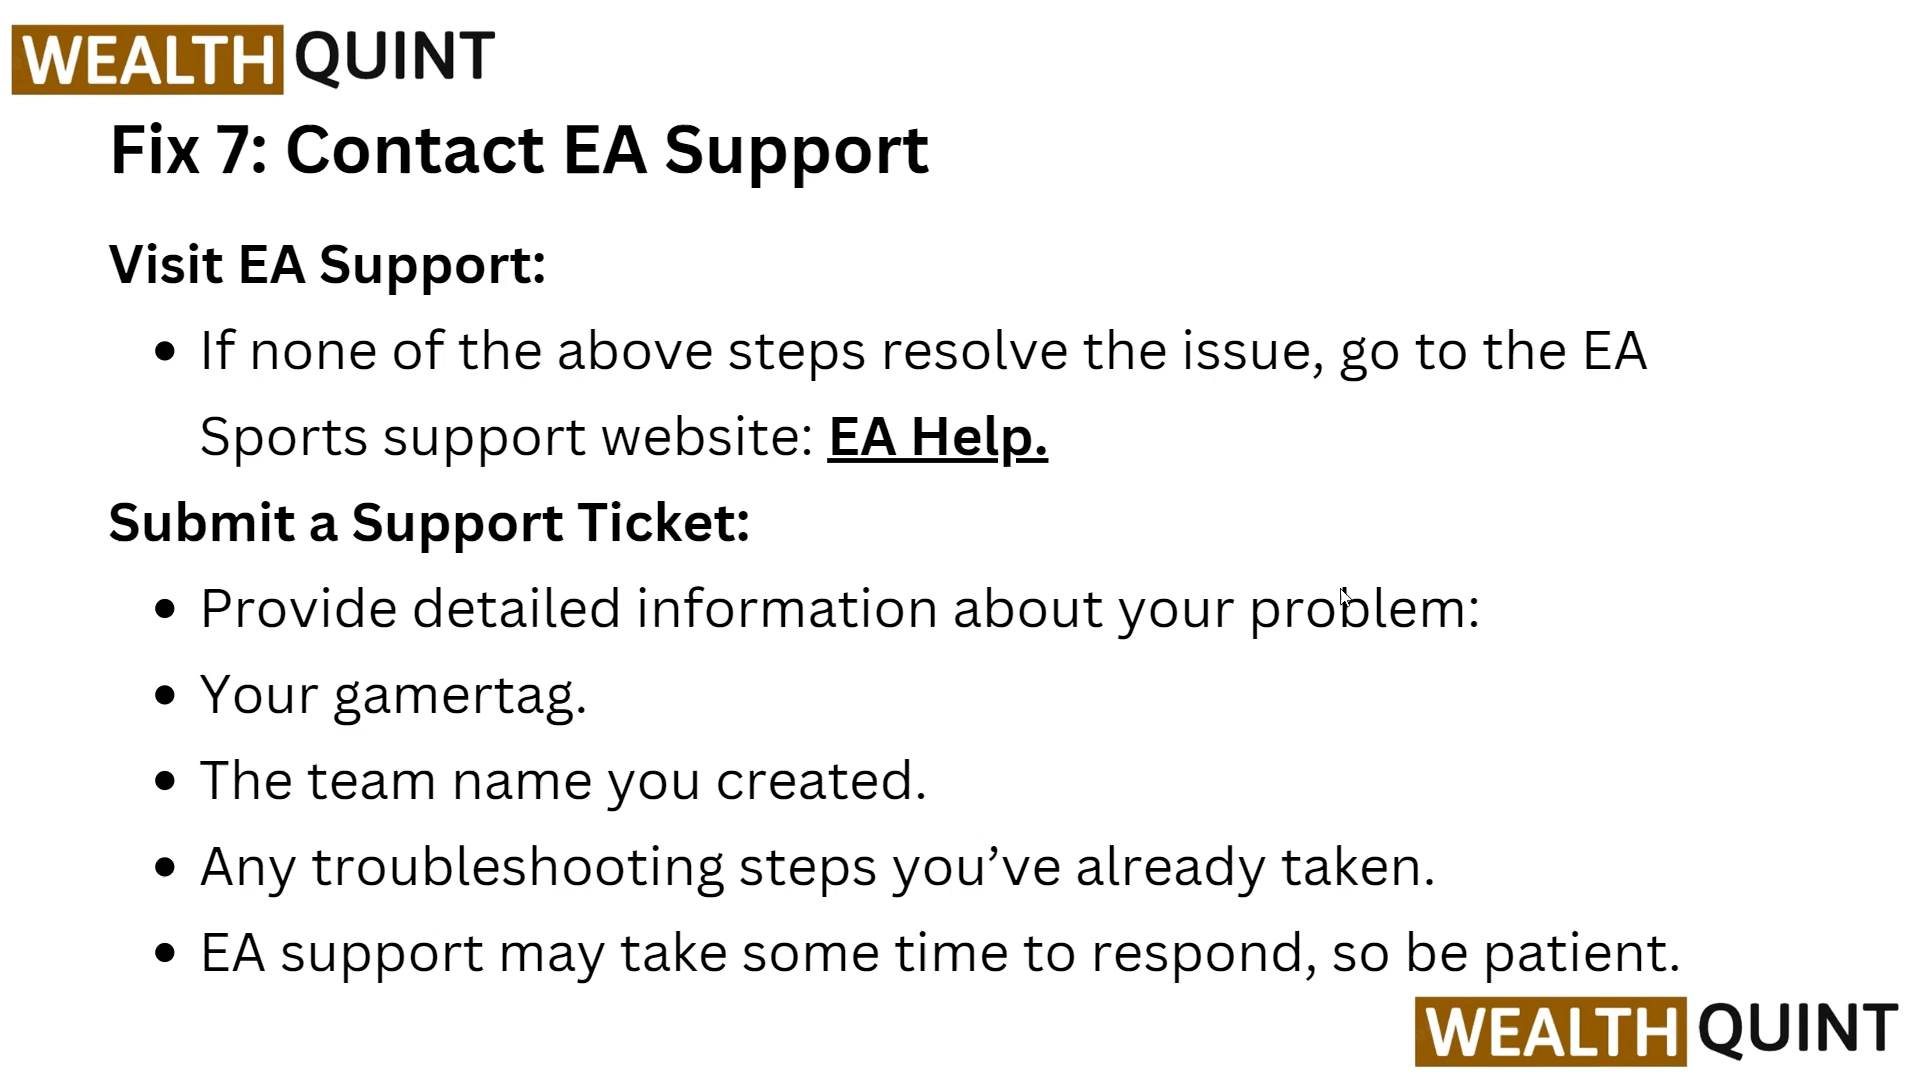 WEALTH QUINT
Fix 7: Contact EA Support
Visit EA Support:
• If none of the above steps resolve the issue, go to the EA
Sports support website: EA Help.
Submit a Support Ticket:
• Provide detailed information about your problem:
• Your gamertag.
• The team name you created.
• Any troubleshooting steps you’ve already taken.
• EA support may take some time to respond, so be patient.
WEALTH QUINT